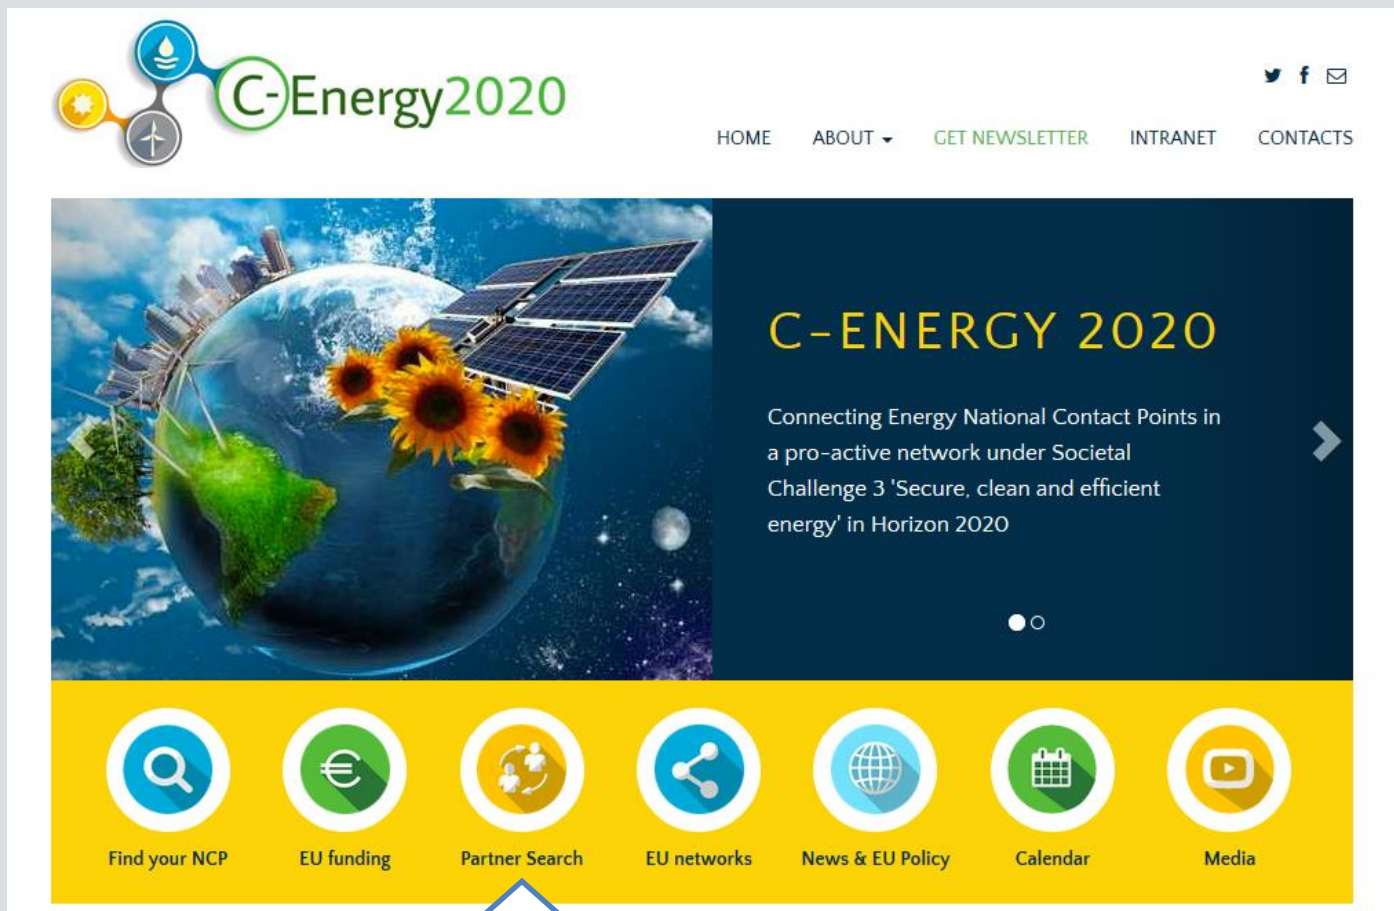 C-Energy2020
HOME ABOUT GET NEWSLETTER INTRANET CONTACTS
C-ENERGY 2020
Connecting Energy National Contact Points in
a pro-active network under Societal
Challenge 3 'Secure, clean and efficient
energy' in Horizon 2020
Find your NCP EU funding Partner Search EU networks News & EU Policy Calendar Media